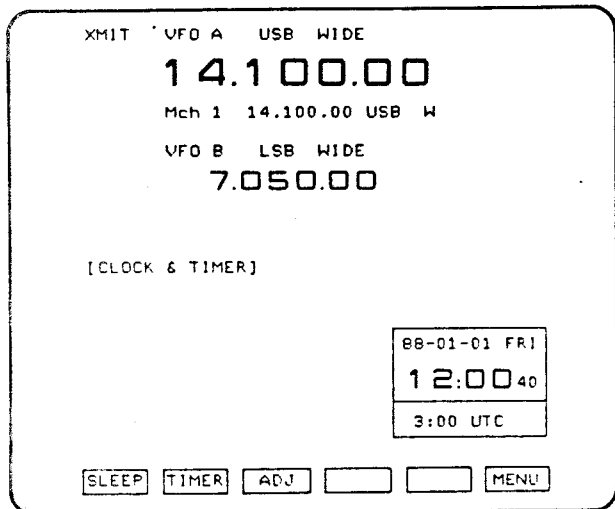 XMIT VFO A USB WIDE
14.100.00
Mch 1 14.100.00 USB W
VFO B LSB WIDE
7.050.00
[CLOCK & TIMER]
88-01-01 FRI
12:00 40
3:00 UTC
SLEEP TIMER ADJ MENU